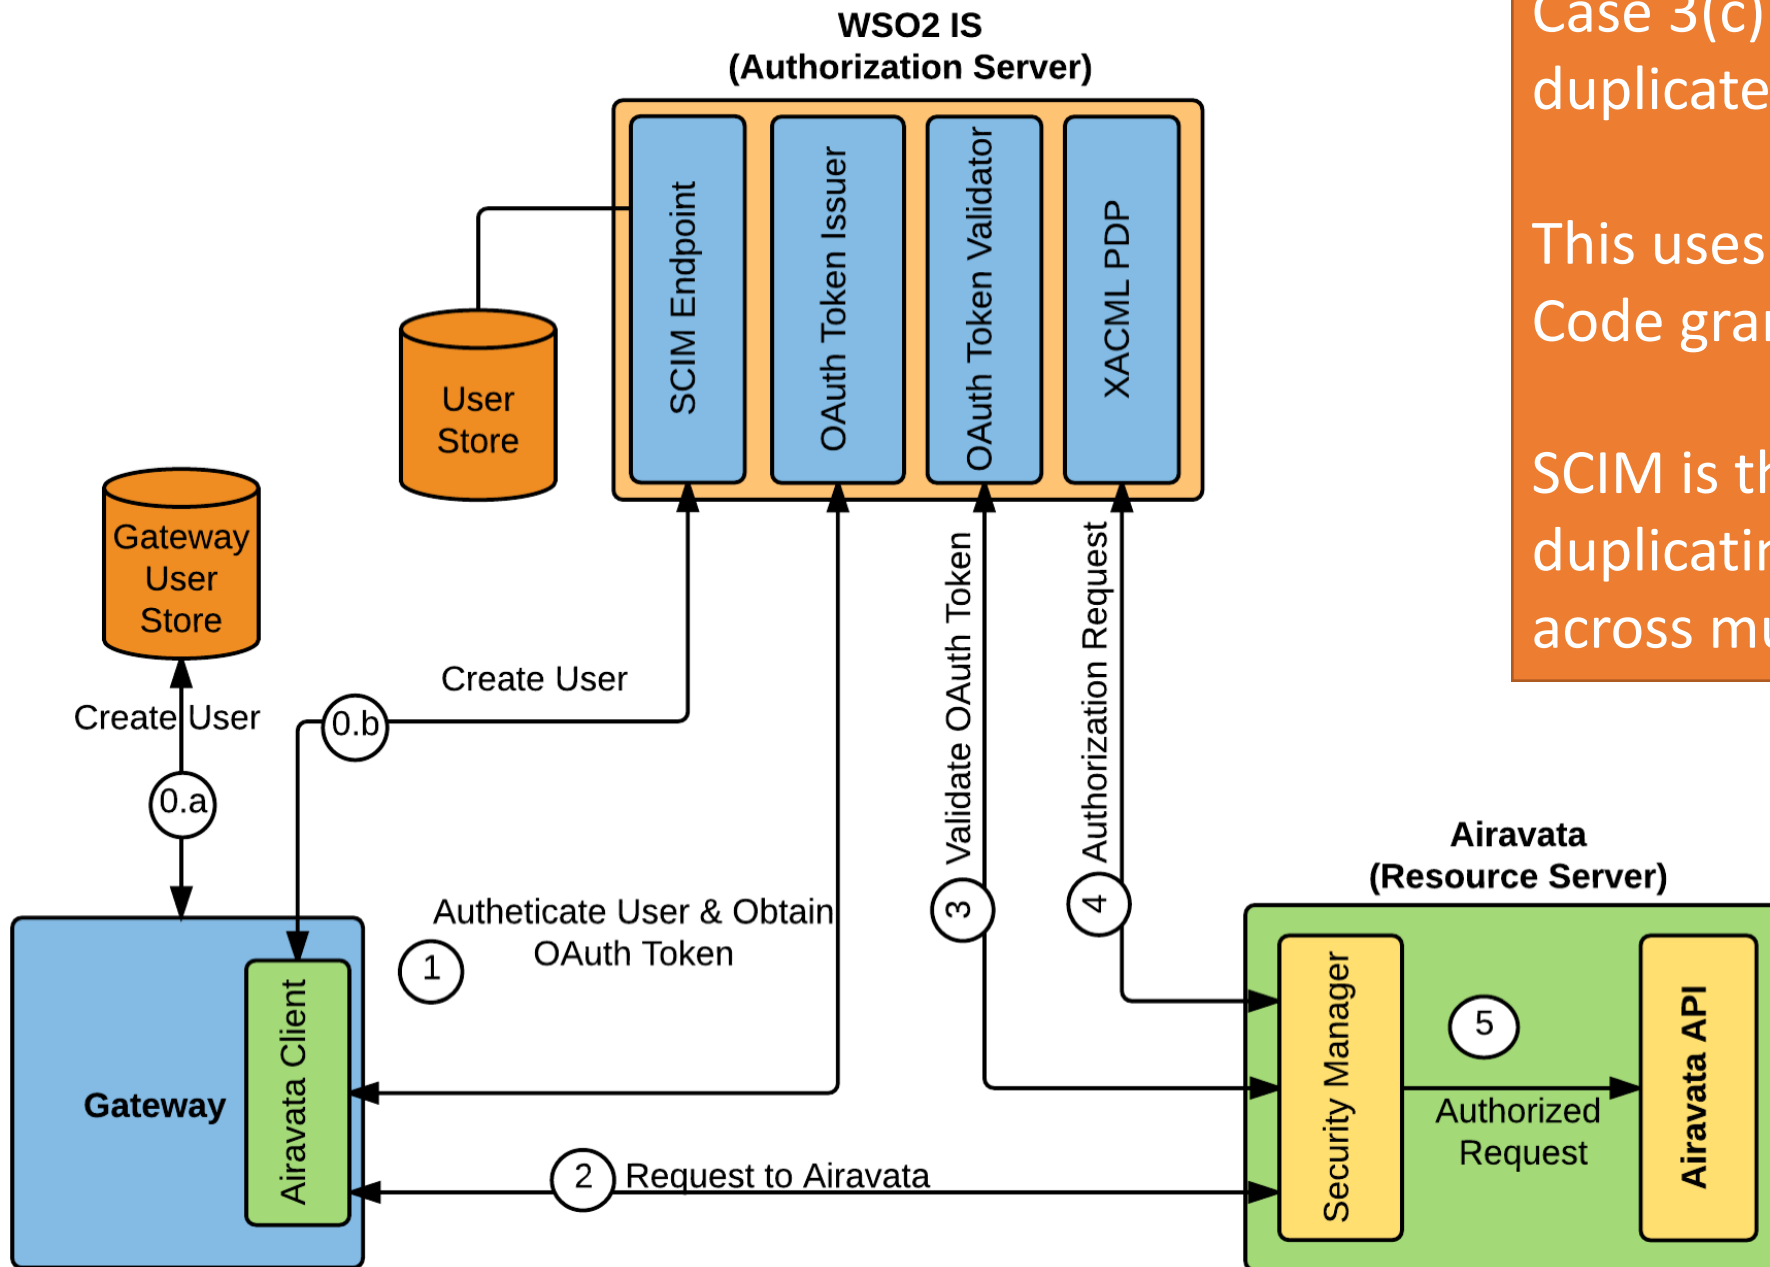 WSO2 IS
(Authorization Server)
SCIM Endpoint
OAuth Token Issuer
OAuth Token Validator
XACML PDP
User
Store
Gateway
User
Store
Create User
0.a
Create User
0.b
Autheticate User & Obtain
OAuth Token
1
Validate OAuth Token
3
Authorization Request
4
Gateway
Airavata Client
2 Request to Airavata
Airavata
(Resource Server)
Security Manager
5
Authorized
Request
Airavata API
Case 3(c)
duplicate
This uses
Code
SCIM is
across